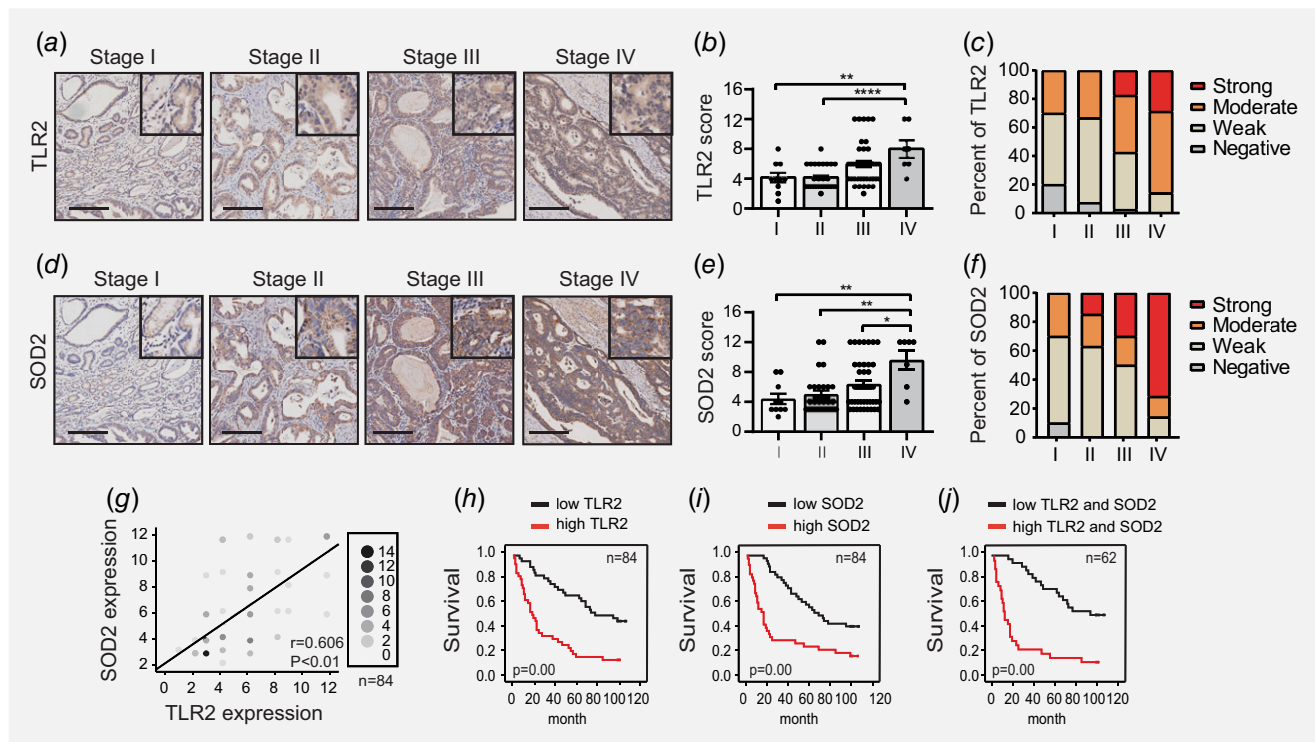 (a)
Stage I Stage II Stage III Stage IV
TLR2
(b)
** 
****
TLR2 score
16
12
8
4
0
I II III IV
(c)
Percent of TLR2
100
80
60
40
20
0
I II III IV
Strong
Moderate
Weak
Negative
(d)
Stage I Stage II Stage III Stage IV
SOD2
(e)
**
**
*
SOD2 score
16
12
8
4
0
I II III IV
(f)
Percent of SOD2
100
80
60
40
20
0
I II III IV
Strong
Moderate
Weak
Negative
(g)
SOD2 expression
12
10
8
6
4
2
r=0.606
P<0.01
0 2 4 6 8 10 12
TLR2 expression
14
12
10
8
6
4
2
0
n=84
(h)
low TLR2
high TLR2
Survival
1.0
0.8
0.6
0.4
0.2
0.0
n=84
p=0.00
0 20 40 60 80 100 120
month
(i)
low SOD2
high SOD2
Survival
1.0
0.8
0.6
0.4
0.2
0.0
n=84
p=0.00
0 20 40 60 80 100 120
month
(j)
low TLR2 and SOD2
high TLR2 and SOD2
Survival
1.0
0.8
0.6
0.4
0.2
0.0
n=62
p=0.00
0 20 40 60 80 100 120
month